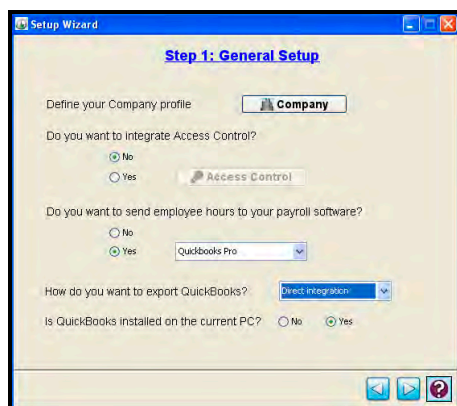 Setup Wizard
Step 1: General Setup
Define your Company profile Company
Do you want to integrate Access Control?
No
Yes Access Control
Do you want to send employee hours to your payroll software?
No
Yes Quickbooks Pro
How do you want to export QuickBooks? Direct integration
Is QuickBooks installed on the current PC? No Yes
?